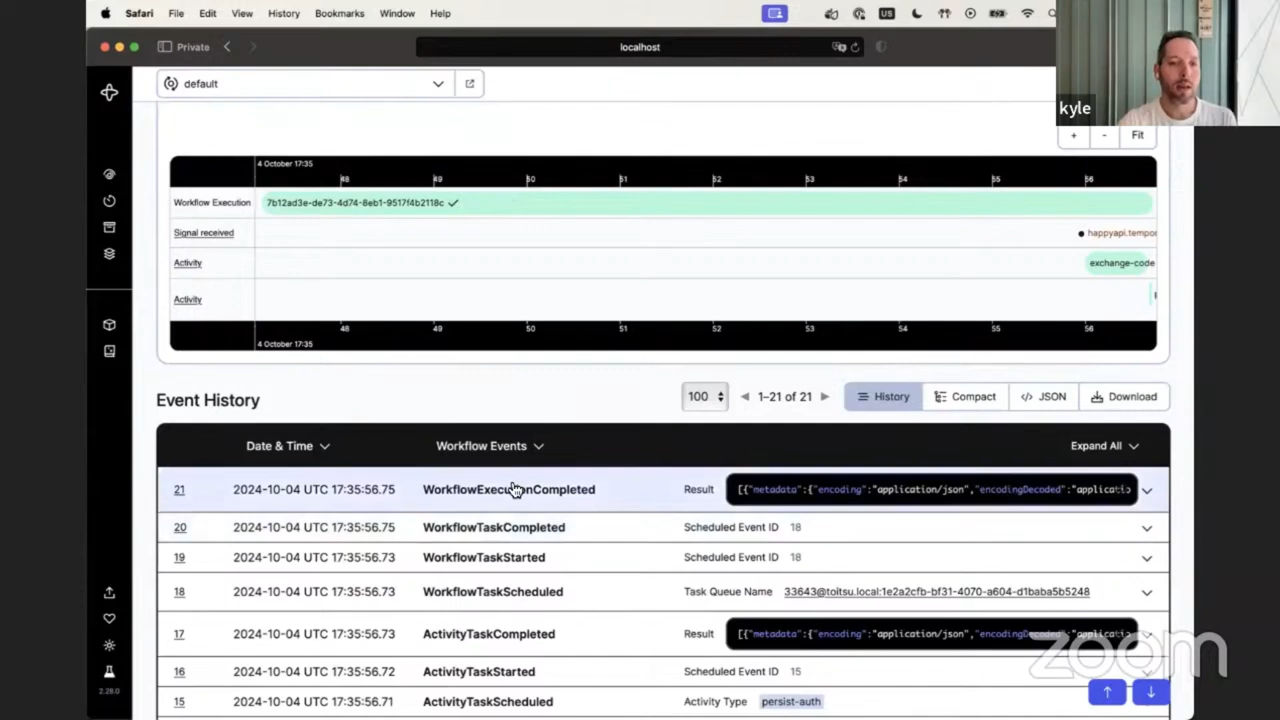 Safari File Edit View History Bookmarks Window Help US
Private localhost
kyle
default
+ - Fit
4 October 17:35
48 49 50 51 52 53 54 55 56
Workflow Execution 7b12ad3e-de73-4d74-8eb1-9517f4b2118c
Signal received happyapi.tempor
Activity exchange-code
Activity
48 49 50 51 52 53 54 55 56
4 October 17:35
Event History 100 1–21 of 21 History Compact JSON Download
Date & Time Workflow Events Expand All
21 2024-10-04 UTC 17:35:56.75 WorkflowExecutionCompleted Result [{"metadata":{"encoding":"application/json","encodingDecoded":"applicatio
20 2024-10-04 UTC 17:35:56.75 WorkflowTaskCompleted Scheduled Event ID 18
19 2024-10-04 UTC 17:35:56.73 WorkflowTaskStarted Scheduled Event ID 18
18 2024-10-04 UTC 17:35:56.73 WorkflowTaskScheduled Task Queue Name 33643@toitsu.local:1e2a2cfb-bf31-4070-a604-d1baba5b5248
17 2024-10-04 UTC 17:35:56.73 ActivityTaskCompleted Result [{"metadata":{"encoding":"application/json","encodingDecoded":"applicatio
16 2024-10-04 UTC 17:35:56.72 ActivityTaskStarted Scheduled Event ID 15
15 2024-10-04 UTC 17:35:56.71 ActivityTaskScheduled Activity Type persist-auth
zoom
2.28.0